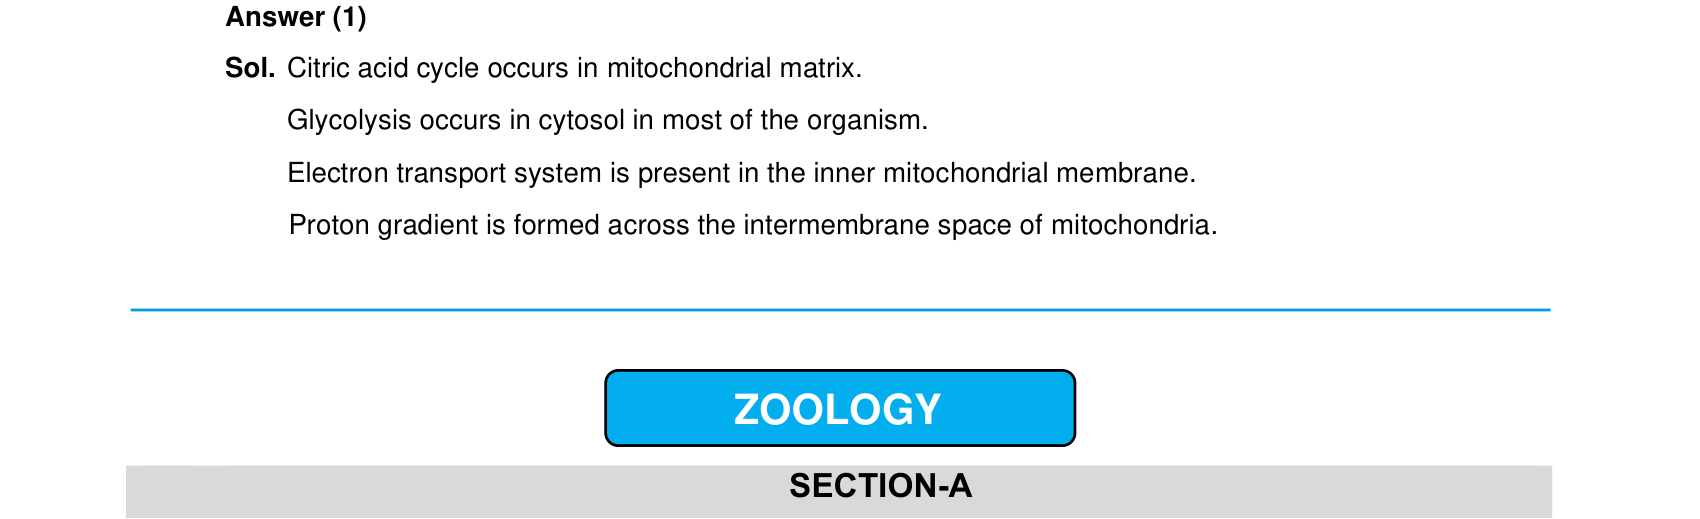 Answer (1)
Sol. Citric acid cycle occurs in mitochondrial matrix.
Glycolysis occurs in cytosol in most of the organism.
Electron transport system is present in the inner mitochondrial membrane.
Proton gradient is formed across the intermembrane space of mitochondria.
ZOOLOGY
SECTION-A